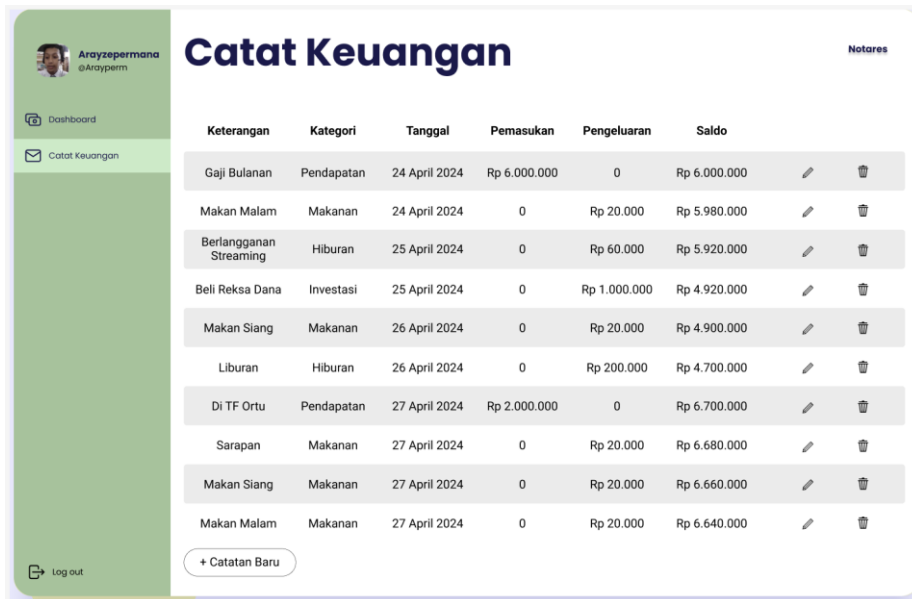 Arayzepermana
@Arayperm
Dashboard
Catat Keuangan
Log out
Catat Keuangan
Notares
Keterangan Kategori Tanggal Pemasukan Pengeluaran Saldo
Gaji Bulanan Pendapatan 24 April 2024 Rp 6.000.000 0 Rp 6.000.000
Makan Malam Makanan 24 April 2024 0 Rp 20.000 Rp 5.980.000
Berlangganan
Streaming Hiburan 25 April 2024 0 Rp 60.000 Rp 5.920.000
Beli Reksa Dana Investasi 25 April 2024 0 Rp 1.000.000 Rp 4.920.000
Makan Siang Makanan 26 April 2024 0 Rp 20.000 Rp 4.900.000
Liburan Hiburan 26 April 2024 0 Rp 200.000 Rp 4.700.000
Di TF Ortu Pendapatan 27 April 2024 Rp 2.000.000 0 Rp 6.700.000
Sarapan Makanan 27 April 2024 0 Rp 20.000 Rp 6.680.000
Makan Siang Makanan 27 April 2024 0 Rp 20.000 Rp 6.660.000
Makan Malam Makanan 27 April 2024 0 Rp 20.000 Rp 6.640.000
+ Catatan Baru